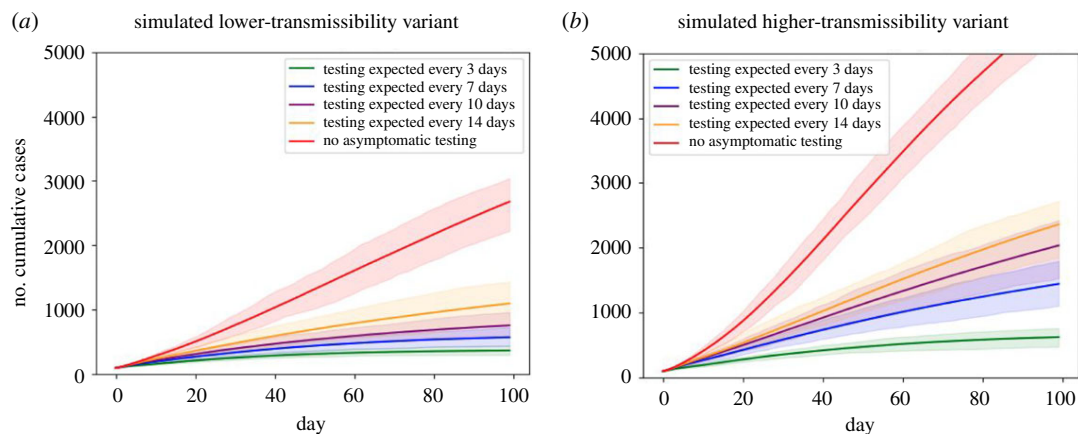 (a) simulated lower-transmissibility variant
5000
4000
3000
2000
1000
0
no. cumulative cases
testing expected every 3 days
testing expected every 7 days
testing expected every 10 days
testing expected every 14 days
no asymptomatic testing
0 20 40 60 80 100
day
(b) simulated higher-transmissibility variant
5000
4000
3000
2000
1000
0
testing expected every 3 days
testing expected every 7 days
testing expected every 10 days
testing expected every 14 days
no asymptomatic testing
0 20 40 60 80 100
day